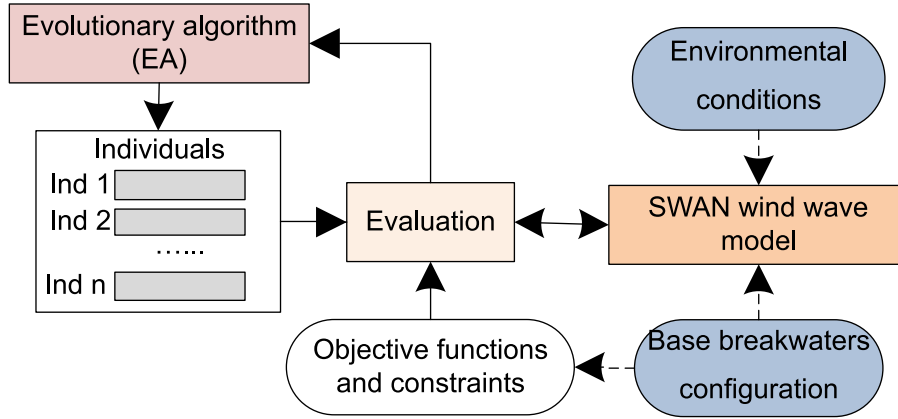 Evolutionary algorithm
(EA)
Environmental
conditions
Individuals
Ind 1
Ind 2
......
Ind n
Evaluation
SWAN wind wave
model
Objective functions
and constraints
Base breakwaters
configuration